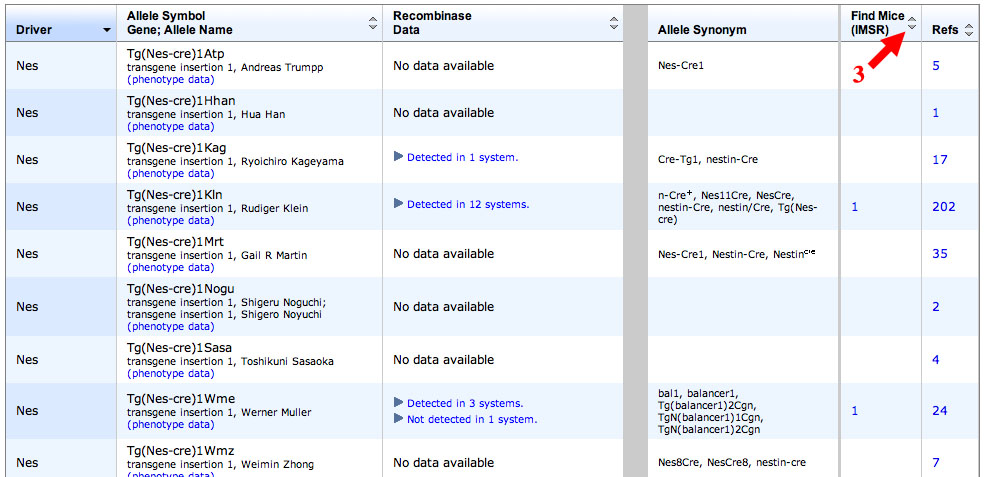 Driver
Allele Symbol
Gene; Allele Name
Recombinase
Data
Allele Synonym
Find Mice
(IMSR)
Refs
3
Nes
Tg(Nes-cre)1Atp
transgene insertion 1, Andreas Trumpp
(phenotype data)
No data available
Nes-Cre1
5
Nes
Tg(Nes-cre)1Hhan
transgene insertion 1, Hua Han
(phenotype data)
No data available
1
Nes
Tg(Nes-cre)1Kag
transgene insertion 1, Ryoichiro Kageyama
(phenotype data)
Detected in 1 system.
Cre-Tg1, nestin-Cre
17
Nes
Tg(Nes-cre)1Kln
transgene insertion 1, Rudiger Klein
(phenotype data)
Detected in 12 systems.
n-Cre+, Nes11Cre, NesCre,
nestin-Cre, nestin/Cre, Tg(Nes-
cre)
1
202
Nes
Tg(Nes-cre)1Mrt
transgene insertion 1, Gail R Martin
(phenotype data)
No data available
Nes-Cre1, Nestin-Cre, Nestincre
35
Nes
Tg(Nes-cre)1Nogu
transgene insertion 1, Shigeru Noguchi;
transgene insertion 1, Shigero Noyuchi
(phenotype data)
No data available
2
Nes
Tg(Nes-cre)1Sasa
transgene insertion 1, Toshikuni Sasaoka
(phenotype data)
No data available
4
Nes
Tg(Nes-cre)1Wme
transgene insertion 1, Werner Muller
(phenotype data)
Detected in 3 systems.
Not detected in 1 system.
bal1, balancer1,
Tg(balancer1)2Cgn,
TgN(balancer1)1Cgn,
TgN(balancer1)2Cgn
1
24
Nes
Tg(Nes-cre)1Wmz
transgene insertion 1, Weimin Zhong
(phenotype data)
No data available
Nes8Cre, NesCre8, nestin-cre
7